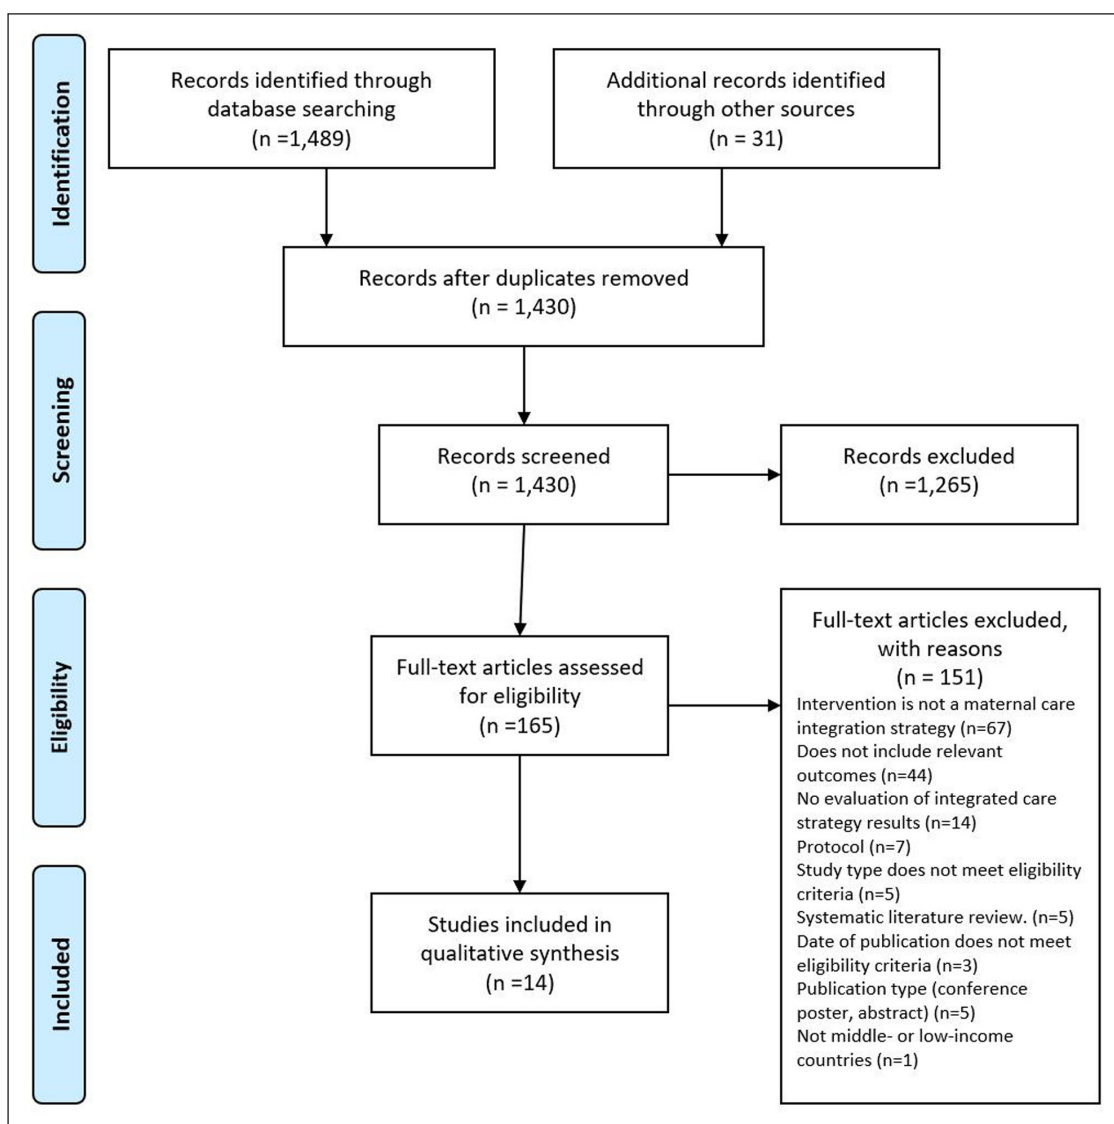 Identification
Records identified through
database searching
(n =1,489)
Additional records identified
through other sources
(n = 31)
Records after duplicates removed
(n = 1,430)
Screening
Records screened
(n = 1,430)
Records excluded
(n =1,265)
Eligibility
Full-text articles assessed
for eligibility
(n =165)
Full-text articles excluded,
with reasons
(n = 151)
Intervention is not a maternal care
integration strategy (n=67)
Does not include relevant
outcomes (n=44)
No evaluation of integrated care
strategy results (n=14)
Protocol (n=7)
Study type does not meet eligibility
criteria (n=5)
Systematic literature review. (n=5)
Date of publication does not meet
eligibility criteria (n=3)
Publication type (conference
poster, abstract) (n=5)
Not middle- or low-income
countries (n=1)
Included
Studies included in
qualitative synthesis
(n =14)